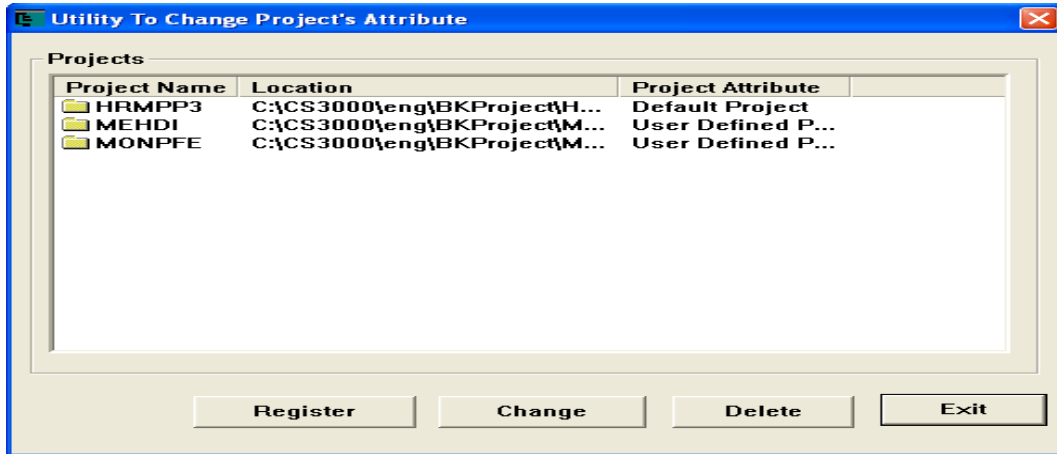 Utility To Change Project's Attribute
Projects
Project Name Location Project Attribute
HRMPP3 C:\CS3000\eng\BKProject\H... Default Project
MEHDI C:\CS3000\eng\BKProject\M... User Defined P...
MONPFE C:\CS3000\eng\BKProject\M... User Defined P...
Register Change Delete Exit